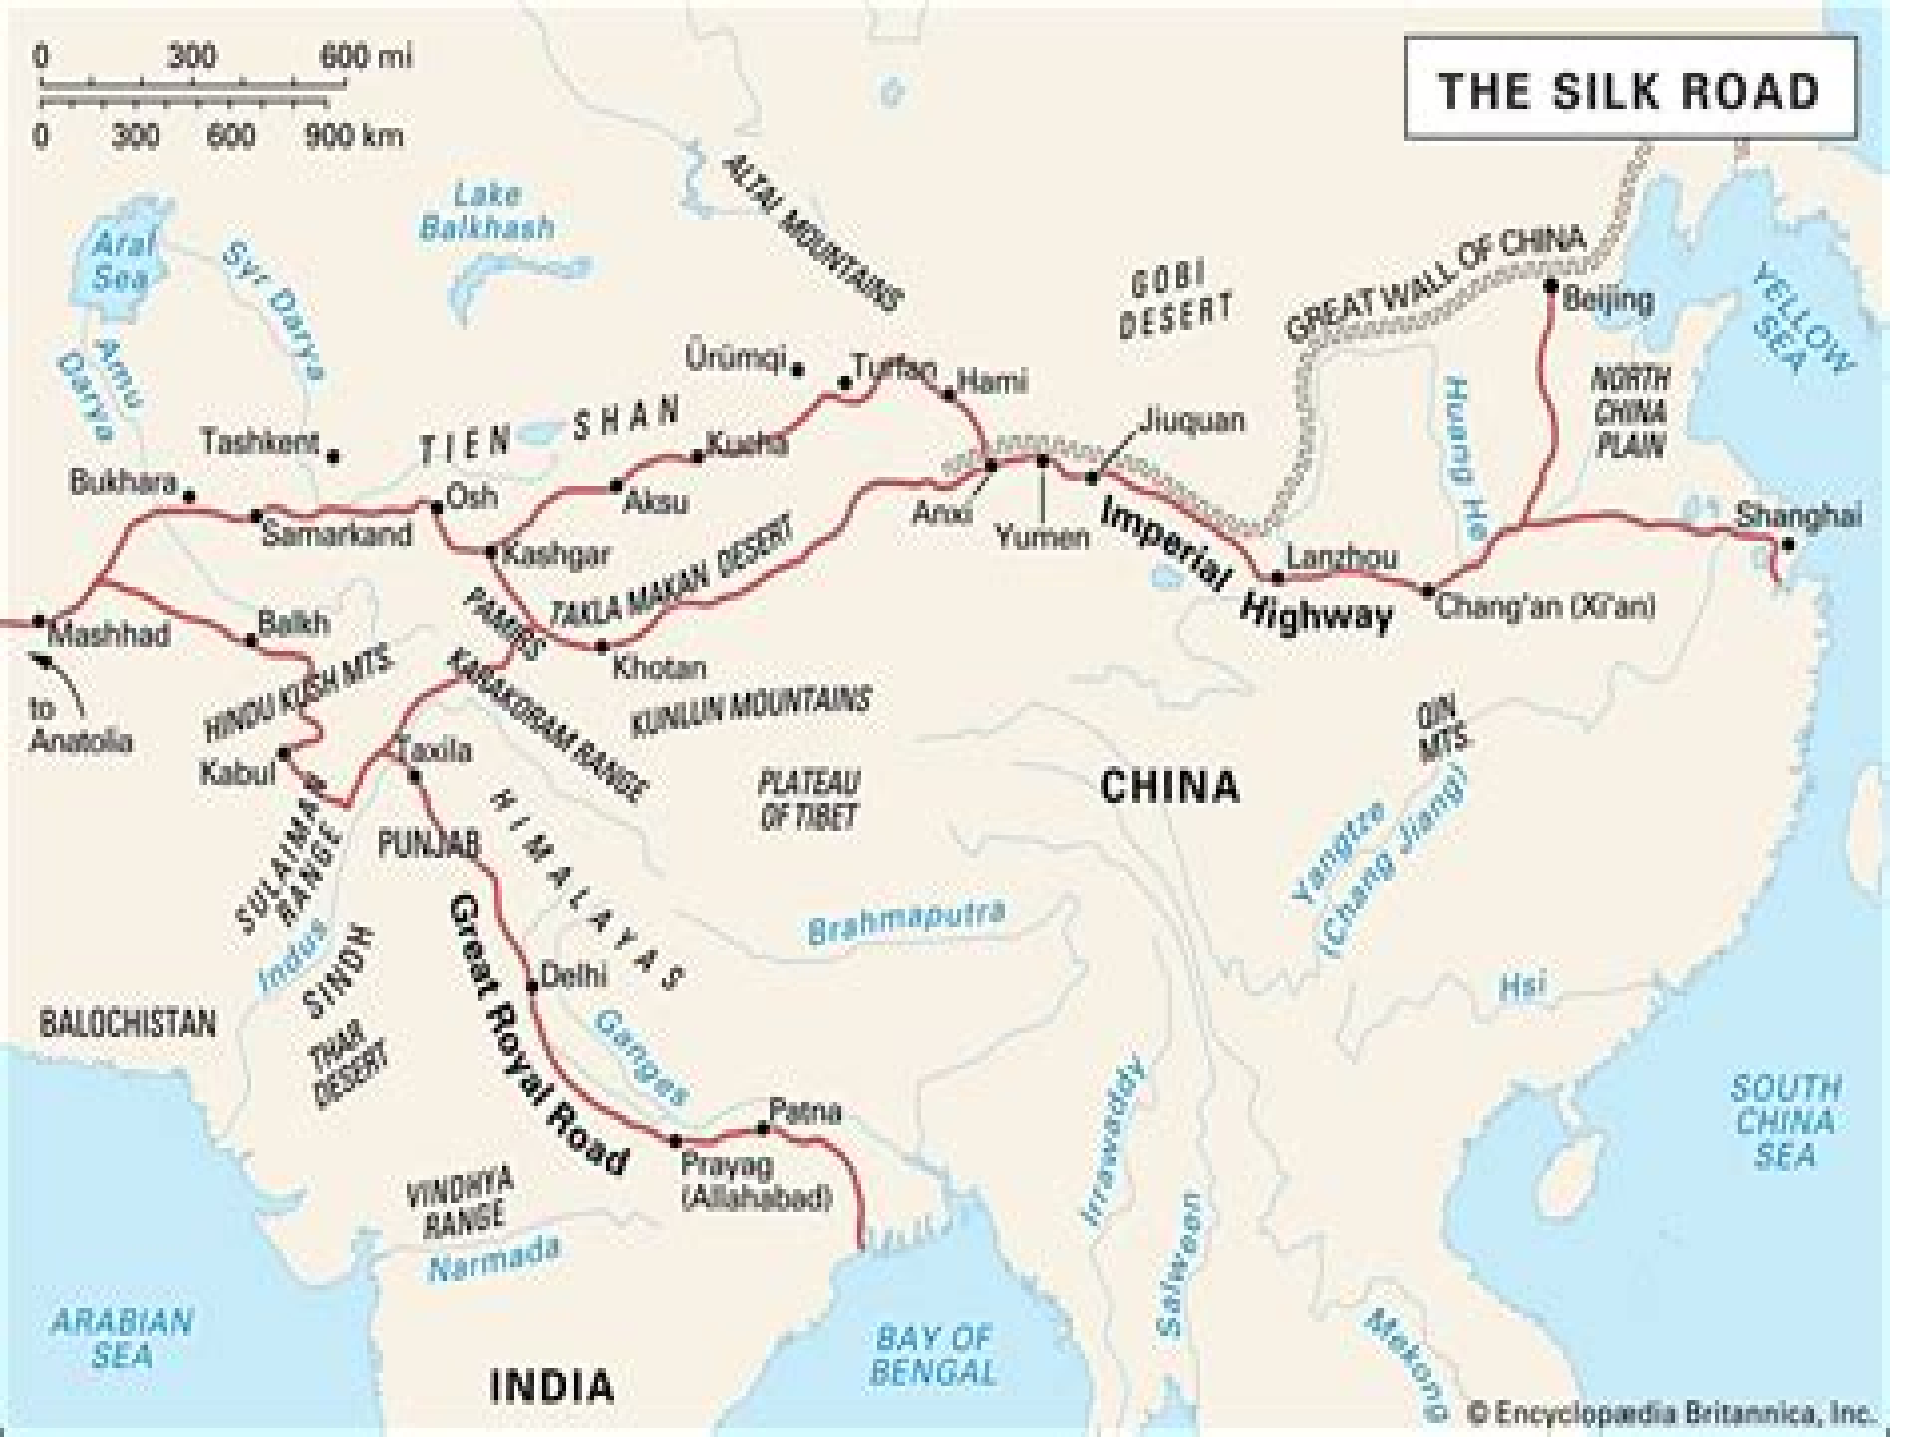 0 300 600 mi
0 300 600 900 km
THE SILK ROAD
Aral
Sea
Syr Darya
Amu
Darya
Lake
Balkhash
ALTAI MOUNTAINS
GOBI
DESERT
GREAT WALL OF CHINA
Beijing
YELLOW
SEA
NORTH
CHINA
PLAIN
Huang He
Ürümqi
Turfan
Hami
Jiuquan
Tashkent
TIEN SHAN
Kucha
Bukhara
Osh
Aksu
Samarkand
Kashgar
Anxi
Yumen
Imperial
Highway
Lanzhou
Shanghai
Chang'an (Xi'an)
TAKLA MAKAN DESERT
PAMIRS
Mashhad
Balkh
Khotan
to
Anatolia
HINDU KUSH MTS.
KARAKORAM RANGE
KUNLUN MOUNTAINS
QIN
MTS.
Kabul
Taxila
PLATEAU
OF TIBET
CHINA
SULAIMAN
RANGE
PUNJAB
HIMALAYAS
Yangtze
(Chang Jiang)
Great Royal Road
Brahmaputra
Indus
SINDH
Delhi
Hsi
BALOCHISTAN
THAR
DESERT
Ganges
Patna
Prayag
(Allahabad)
Irrawaddy
SOUTH
CHINA
SEA
VINDHYA
RANGE
Narmada
Salween
ARABIAN
SEA
BAY OF
BENGAL
Mekong
INDIA
© Encyclopædia Britannica, Inc.